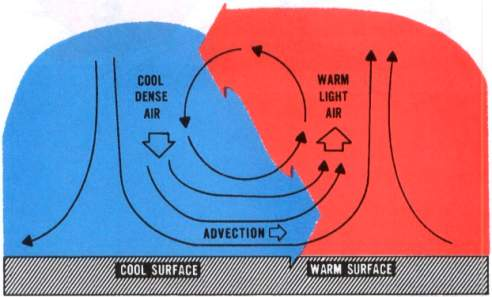 COOL
DENSE
AIR
WARM
LIGHT
AIR
ADVECTION
COOL SURFACE
WARM SURFACE